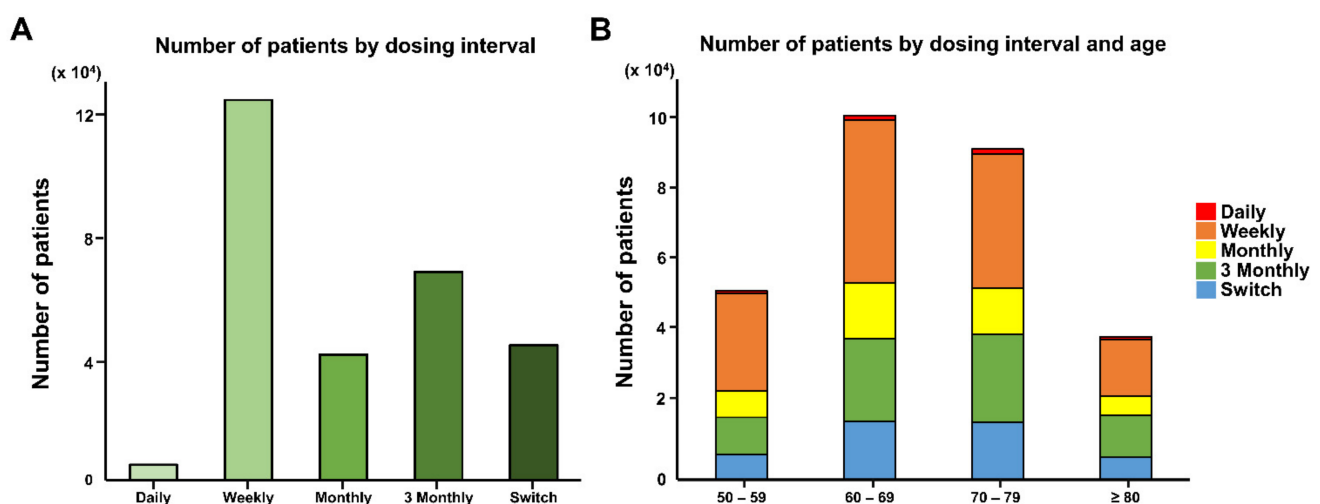 A
Number of patients by dosing interval
(x 10⁴)
Number of patients
12
8
4
0
Daily
Weekly
Monthly
3 Monthly
Switch
B
Number of patients by dosing interval and age
(x 10⁴)
Number of patients
10
8
6
4
2
0
50 – 59
60 – 69
70 – 79
≥ 80
Daily
Weekly
Monthly
3 Monthly
Switch